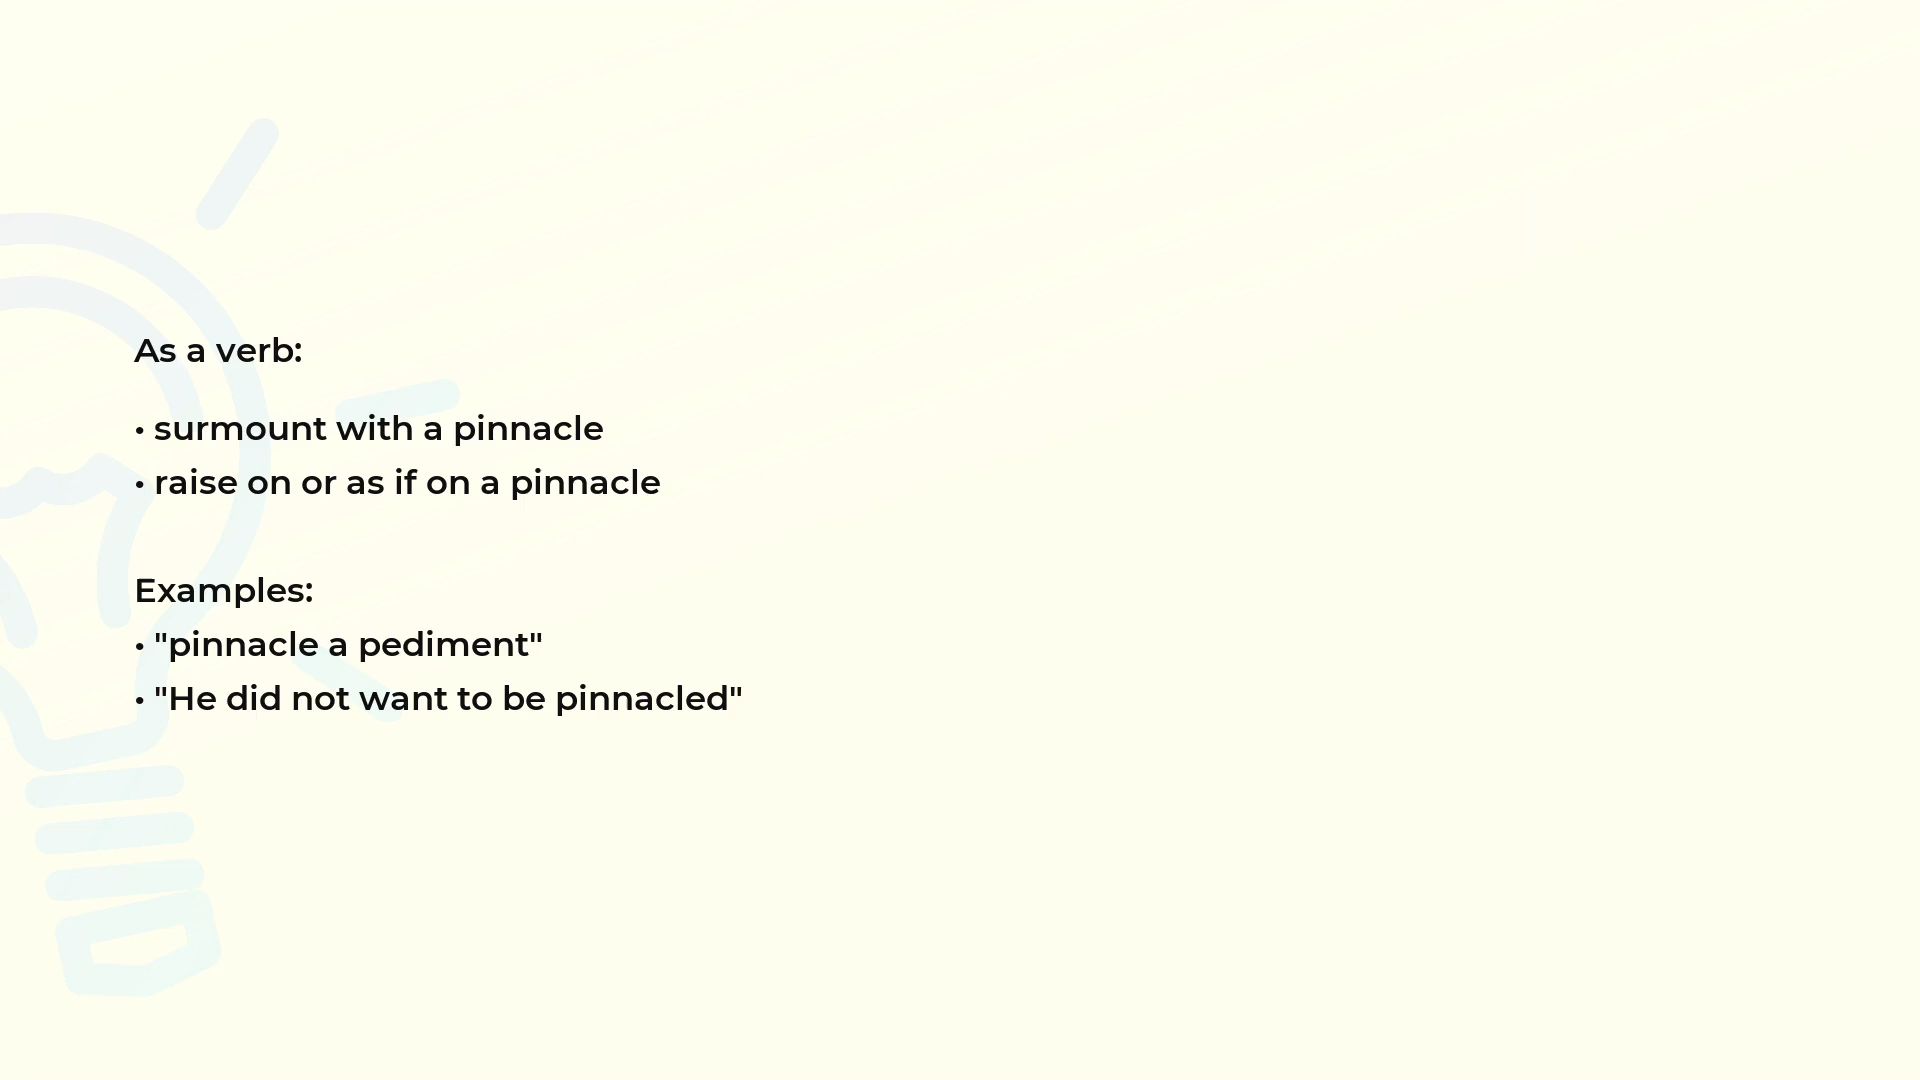 As a verb:
• surmount with a pinnacle
• raise on or as if on a pinnacle
Examples:
• "pinnacle a pediment"
• "He did not want to be pinnacled"